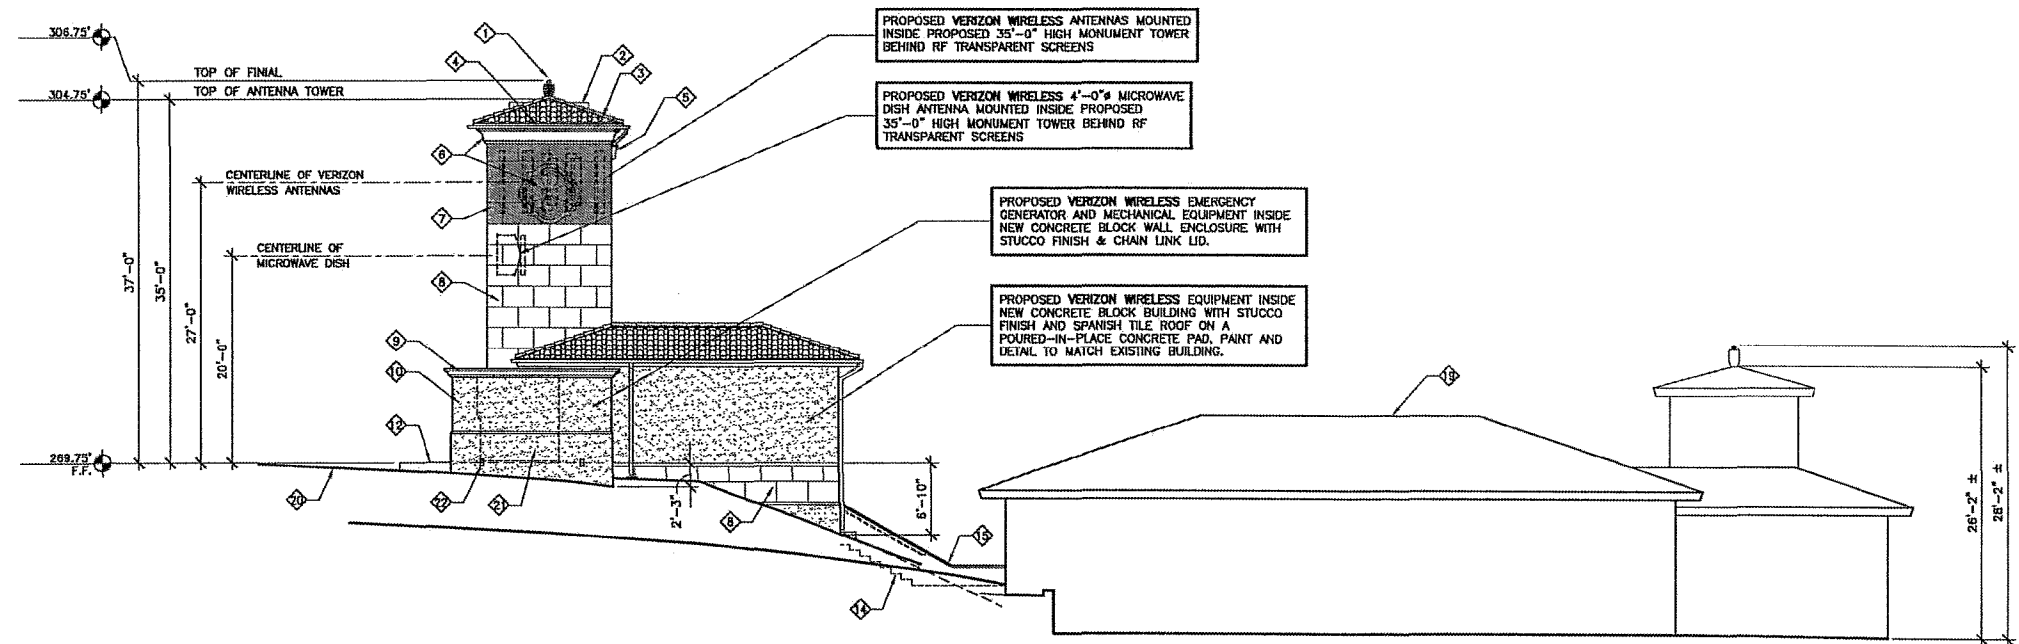 306.75'
TOP OF FINIAL
304.75'
TOP OF ANTENNA TOWER
1
2
3
4
5
6
7
8
9
10
12
PROPOSED VERIZON WIRELESS ANTENNAS MOUNTED
INSIDE PROPOSED 35'-0" HIGH MONUMENT TOWER
BEHIND RF TRANSPARENT SCREENS
PROPOSED VERIZON WIRELESS 4'-0"ø MICROWAVE
DISH ANTENNA MOUNTED INSIDE PROPOSED
35'-0" HIGH MONUMENT TOWER BEHIND RF
TRANSPARENT SCREENS
CENTERLINE OF VERIZON
WIRELESS ANTENNAS
CENTERLINE OF
MICROWAVE DISH
37'-0"
35'-0"
27'-0"
20'-0"
PROPOSED VERIZON WIRELESS EMERGENCY
GENERATOR AND MECHANICAL EQUIPMENT INSIDE
NEW CONCRETE BLOCK WALL ENCLOSURE WITH
STUCCO FINISH & CHAIN LINK LID.
PROPOSED VERIZON WIRELESS EQUIPMENT INSIDE
NEW CONCRETE BLOCK BUILDING WITH STUCCO
FINISH AND SPANISH TILE ROOF ON A
POURED-IN-PLACE CONCRETE PAD, PAINT AND
DETAIL TO MATCH EXISTING BUILDING.
269.75'
F.F.
20
22
21
2'-3"
8
6'-10"
15
14
19
26'-2" ±
28'-2" ±